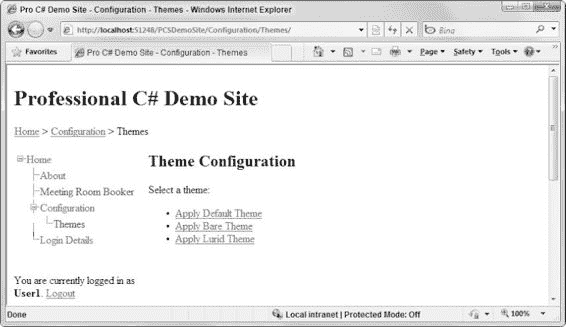 Pro C# Demo Site - Configuration - Themes - Windows Internet Explorer
http://localhost:51248/PCSDemoSite/Configuration/Themes/
Bing
Favorites
Pro C# Demo Site - Configuration - Themes
Page
Safety
Tools
Professional C# Demo Site
Home > Configuration > Themes
Home
About
Meeting Room Booker
Configuration
Themes
Login Details
Theme Configuration
Select a theme:
• Apply Default Theme
• Apply Bare Theme
• Apply Lurid Theme
You are currently logged in as
User1. Logout
Done
Local intranet | Protected Mode: Off
100%